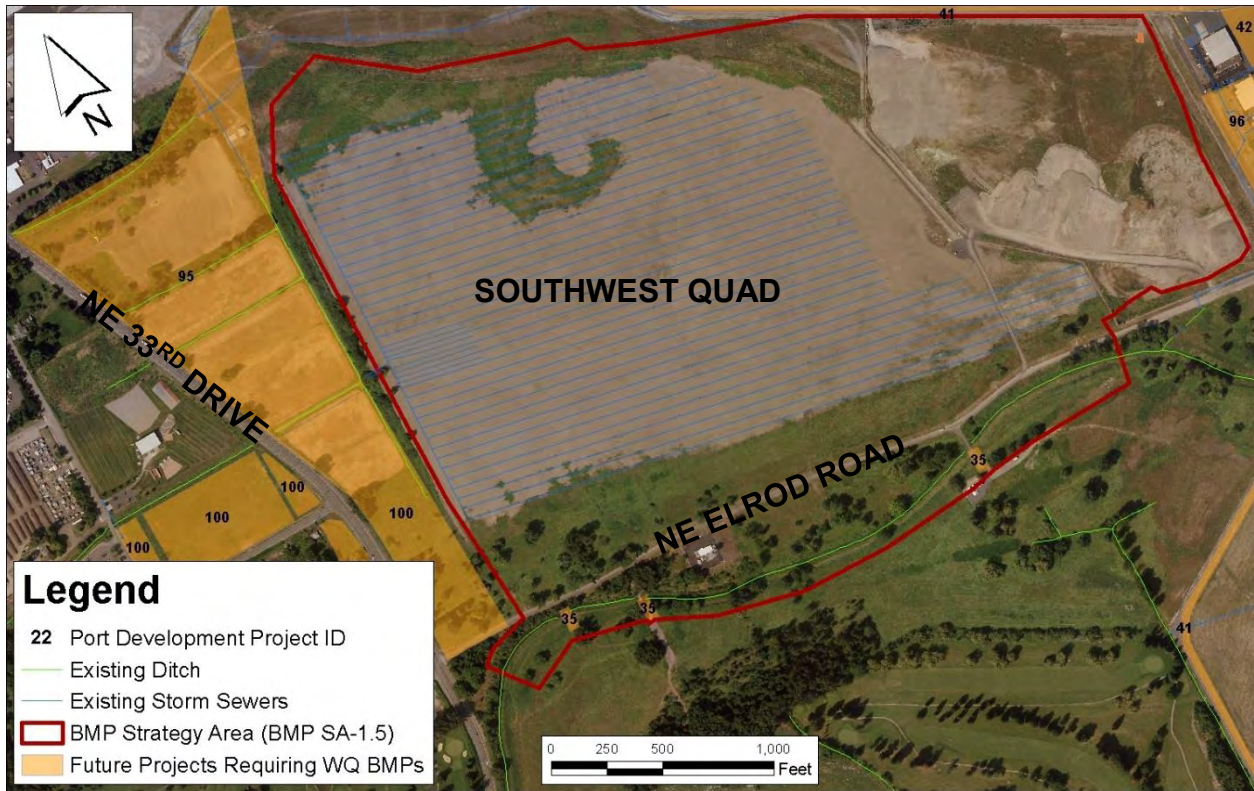 N
41
42
96
95
SOUTHWEST QUAD
NE 33RD DRIVE
NE ELROD ROAD
35
100
100
100
100
35
35
41
Legend
22 Port Development Project ID
Existing Ditch
Existing Storm Sewers
BMP Strategy Area (BMP SA-1.5)
Future Projects Requiring WQ BMPs
0 250 500 1,000
Feet